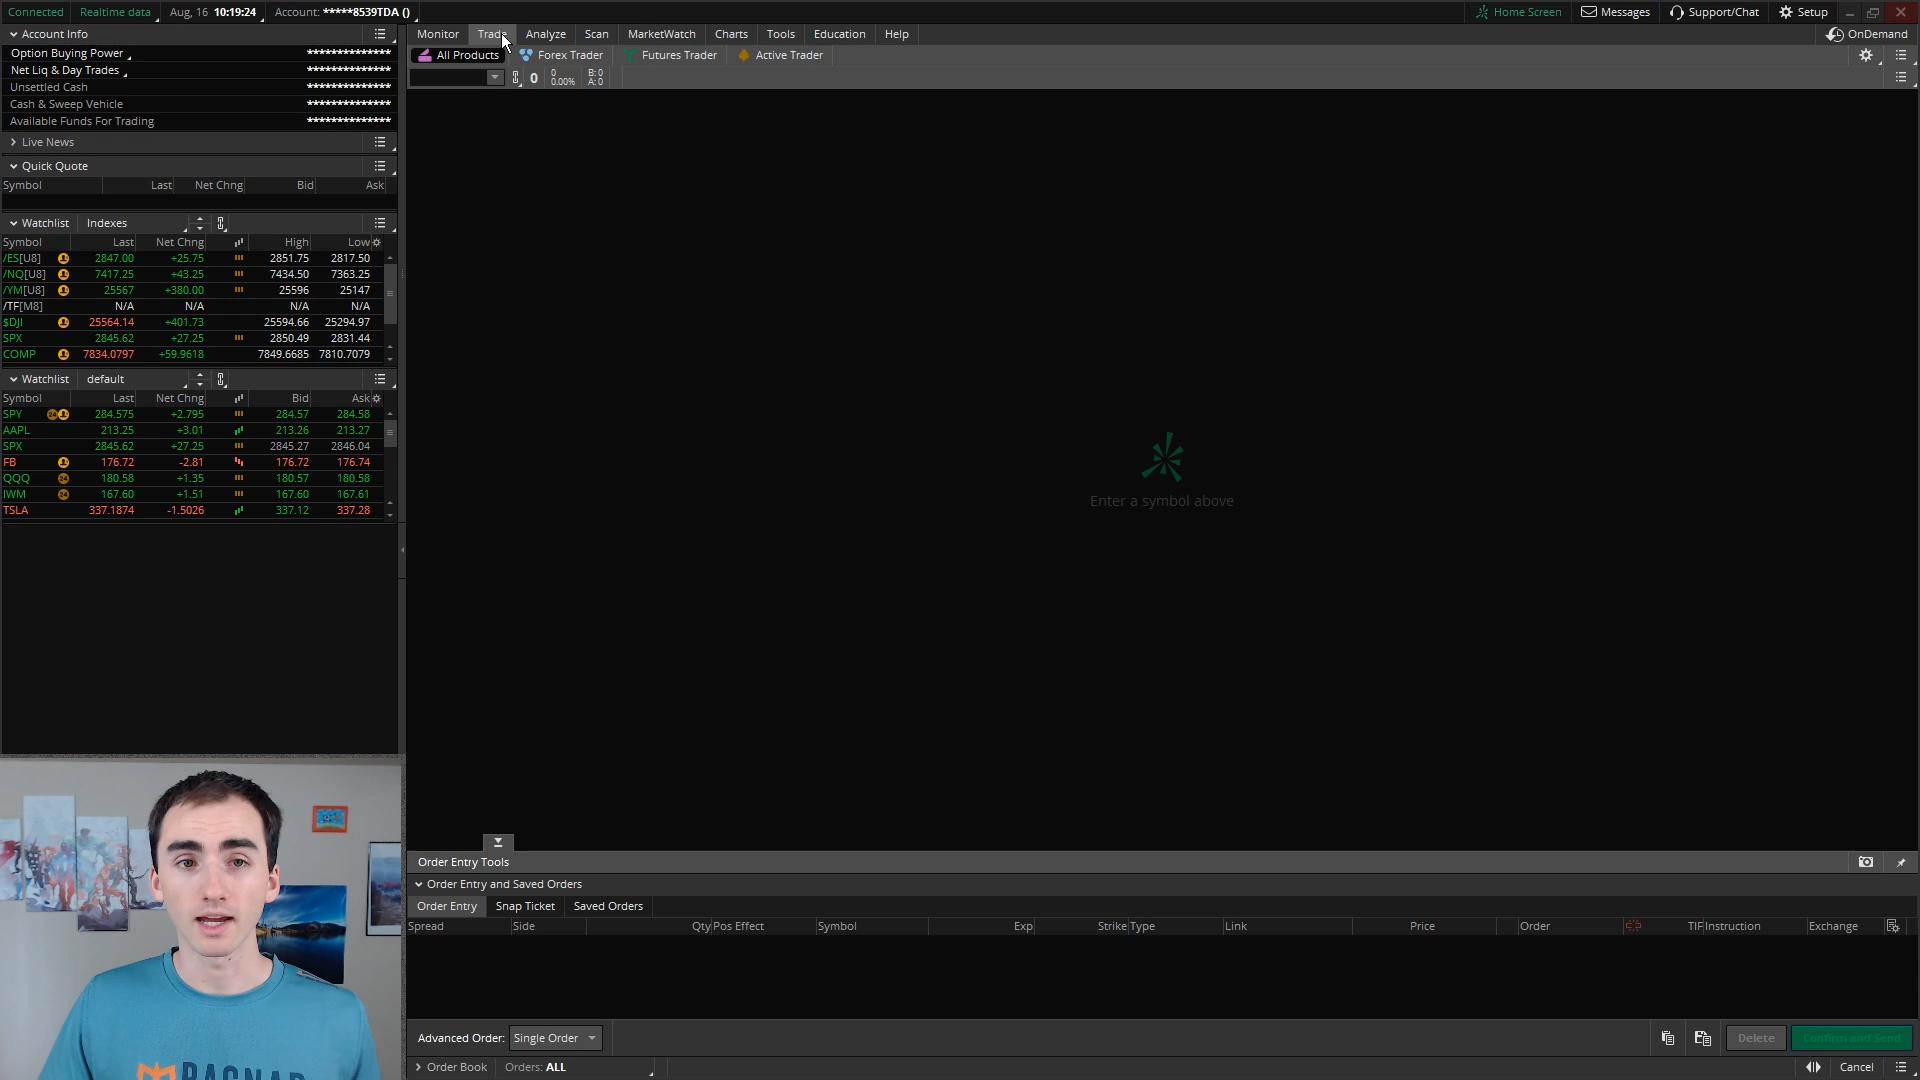 Connected Realtime data Aug, 16 10:19:24 Account: *****8539TDA () Home Screen Messages Support/Chat Setup
Account Info
Option Buying Power **************
Net Liq & Day Trades **************
Unsettled Cash **************
Cash & Sweep Vehicle **************
Available Funds For Trading **************
Live News
Quick Quote
Symbol Last Net Chng Bid Ask
Watchlist Indexes
Symbol Last Net Chng High Low
/ES[U8] 2847.00 +25.75 2851.75 2817.50
/NQ[U8] 7417.25 +43.25 7434.50 7363.25
/YM[U8] 25567 +380.00 25596 25147
/TF[M8] N/A N/A N/A N/A
$DJI 25564.14 +401.73 25594.66 25294.97
SPX 2845.62 +27.25 2850.49 2831.44
COMP 7834.0797 +59.9618 7849.6685 7810.7079
Watchlist default
Symbol Last Net Chng Bid Ask
SPY 24 284.575 +2.795 284.57 284.58
AAPL 213.25 +3.01 213.26 213.27
SPX 2845.62 +27.25 2845.27 2846.04
FB 176.72 -2.81 176.72 176.74
QQQ 24 180.58 +1.35 180.57 180.58
IWM 24 167.60 +1.51 167.60 167.61
TSLA 337.1874 -1.5026 337.12 337.28
Monitor Trade Analyze Scan MarketWatch Charts Tools Education Help OnDemand
All Products Forex Trader Futures Trader Active Trader
0 0 0.00% B: 0 A: 0
Enter a symbol above
Order Entry Tools
Order Entry and Saved Orders
Order Entry Snap Ticket Saved Orders
Spread Side Qty Pos Effect Symbol Exp Strike Type Link Price Order TIF Instruction Exchange
Advanced Order: Single Order Delete Confirm and Send
Order Book Orders: ALL Cancel
RAGNAR